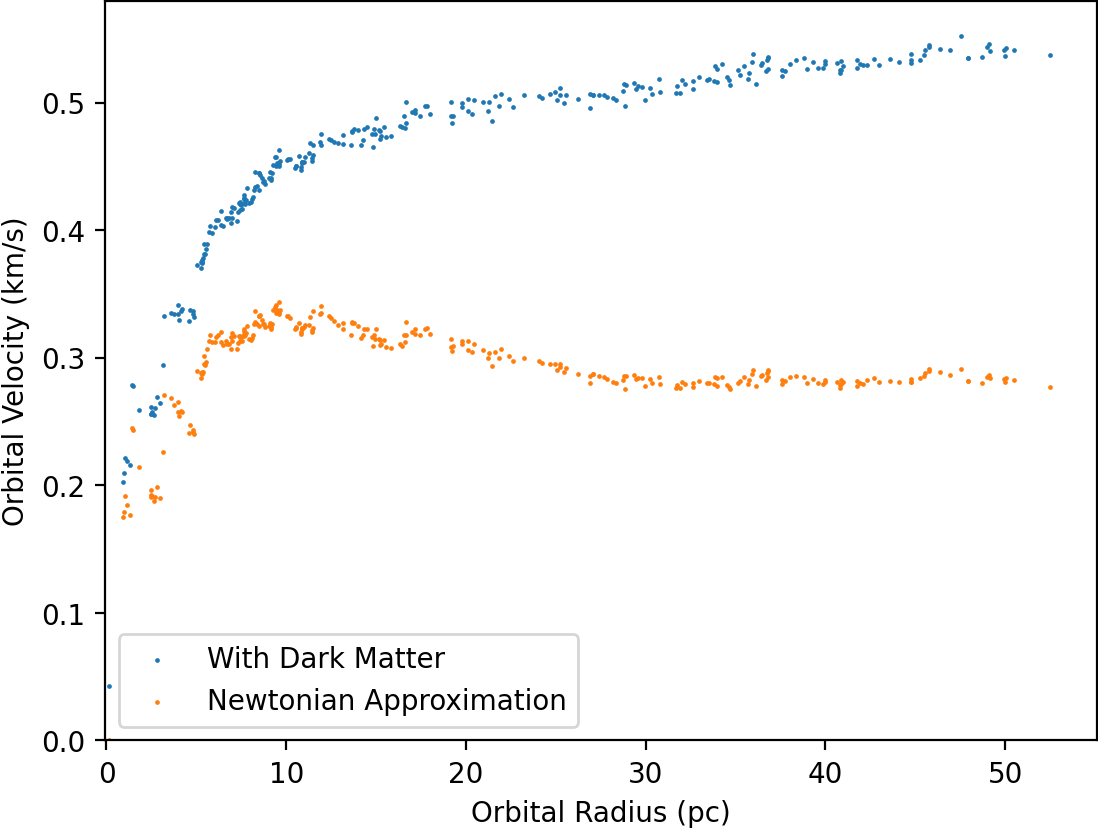 Orbital Velocity (km/s)
0.5
0.4
0.3
0.2
0.1
0.0
With Dark Matter
Newtonian Approximation
0 10 20 30 40 50
Orbital Radius (pc)